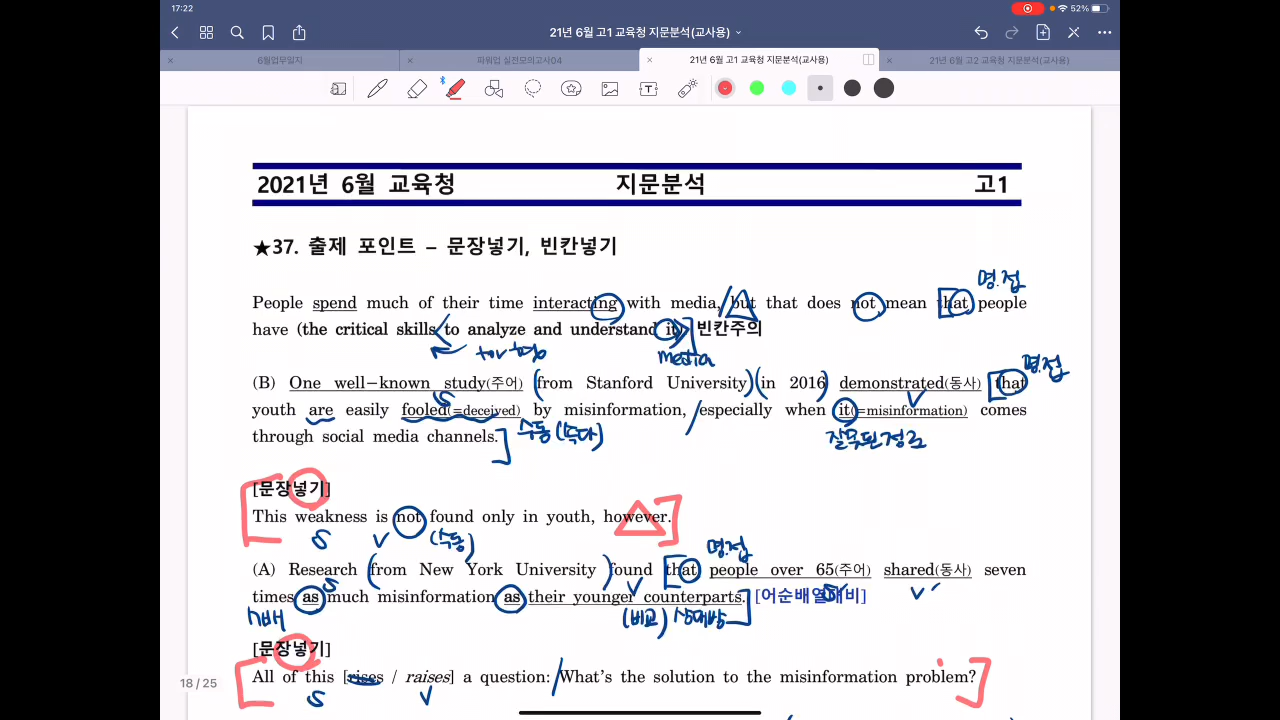 17:22
52%
21년 6월 고1 교육청 지문분석(교사용)
6월업무일지
파워업 실전모의고사04
21년 6월 고1 교육청 지문분석(교사용)
21년 6월 고2 교육청 지문분석(교사용)
2021년 6월 교육청 지문분석 고1
★37. 출제 포인트 – 문장넣기, 빈칸넣기
명.접
People spend much of their time interacting with media, but that does not mean that people
have (the critical skills to analyze and understand it) 빈칸주의
media
명.접
(B) One well-known study(주어) (from Stanford University)(in 2016) demonstrated(동사) that
S V
youth are easily fooled(=deceived) by misinformation, / especially when it(=misinformation) comes
through social media channels.] 수동(속다) 잘못된 정보
[문장넣기]
This weakness is not found only in youth, however.
S V (수동)
명.접
(A) Research (from New York University) found that people over 65(주어) shared(동사) seven
S V S V
times as much misinformation as their younger counterparts. [어순배열대비]
7배 (비교) 상대방
[문장넣기]
All of this [rises / raises] a question: / What's the solution to the misinformation problem?
S V
18 / 25